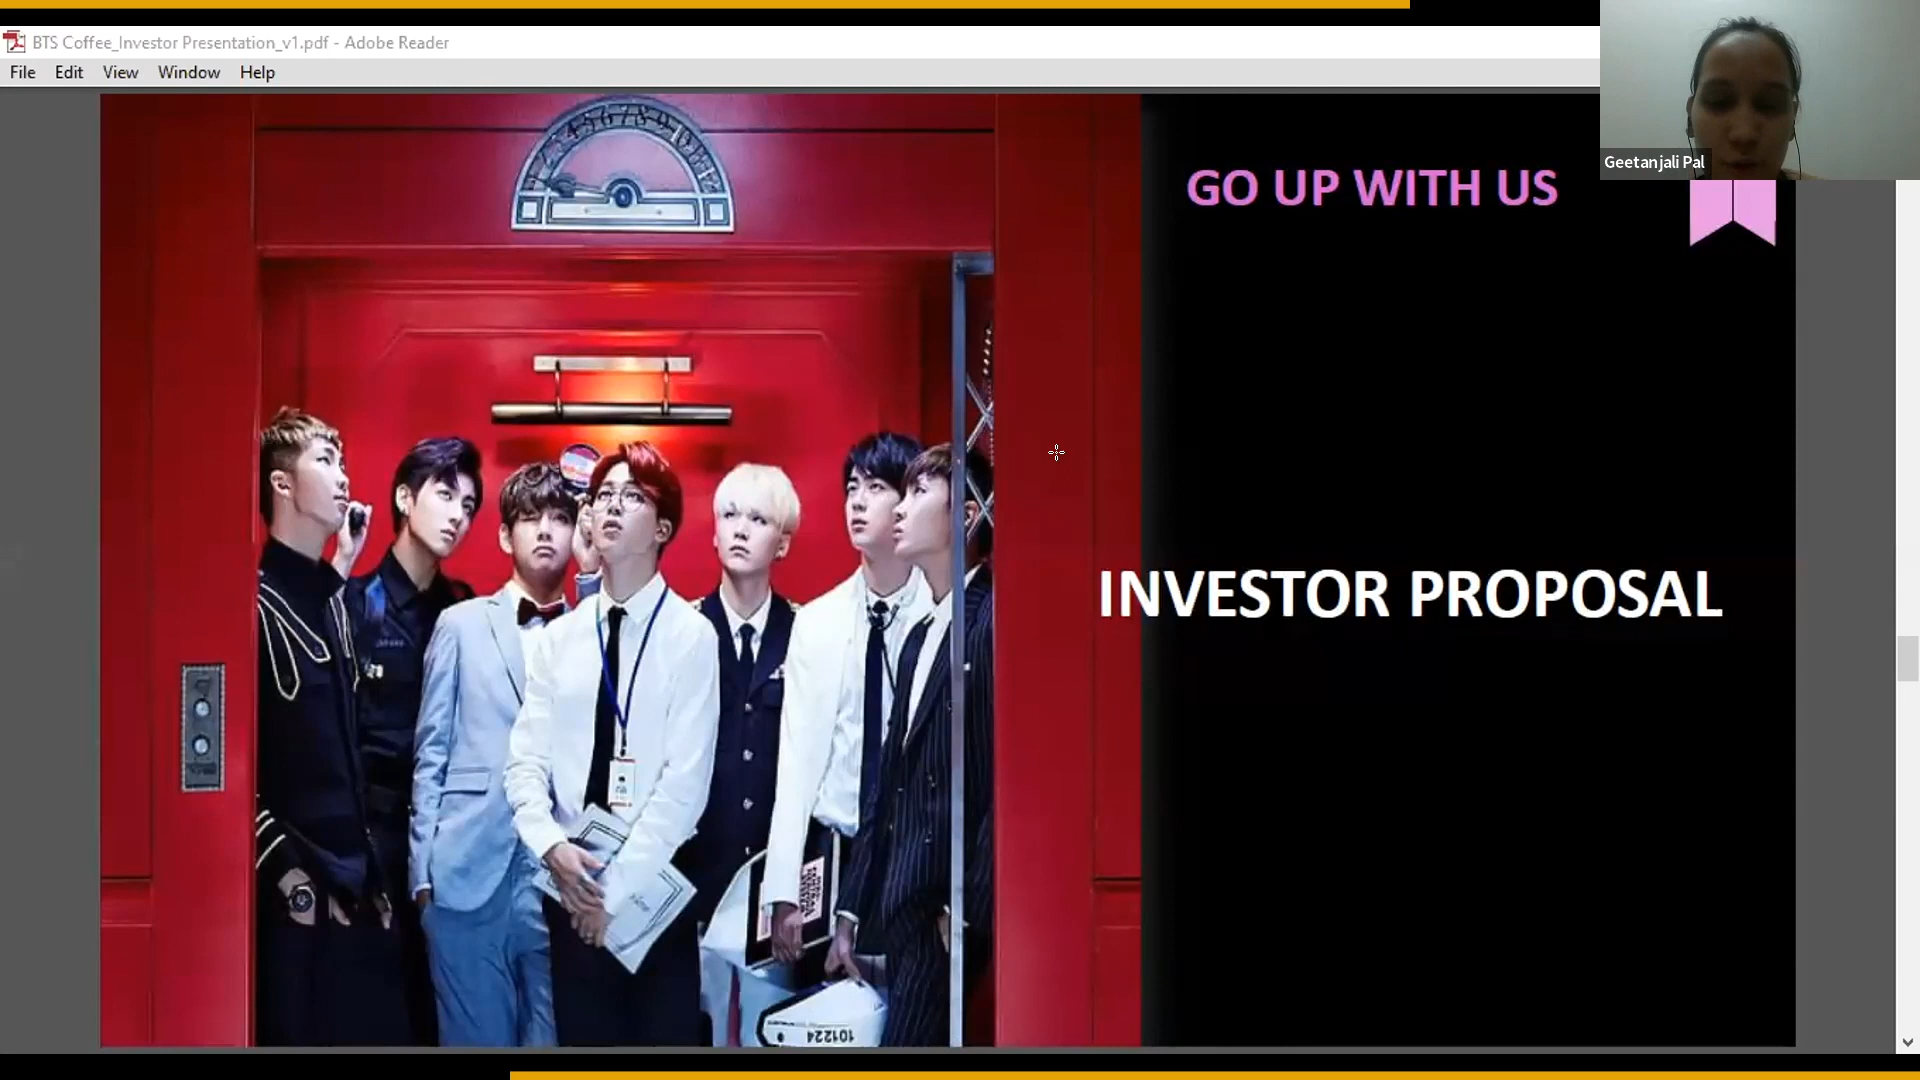 BTS Coffee_Investor Presentation_v1.pdf - Adobe Reader
File Edit View Window Help
Geetanjali Pal
GO UP WITH US
INVESTOR PROPOSAL
101224